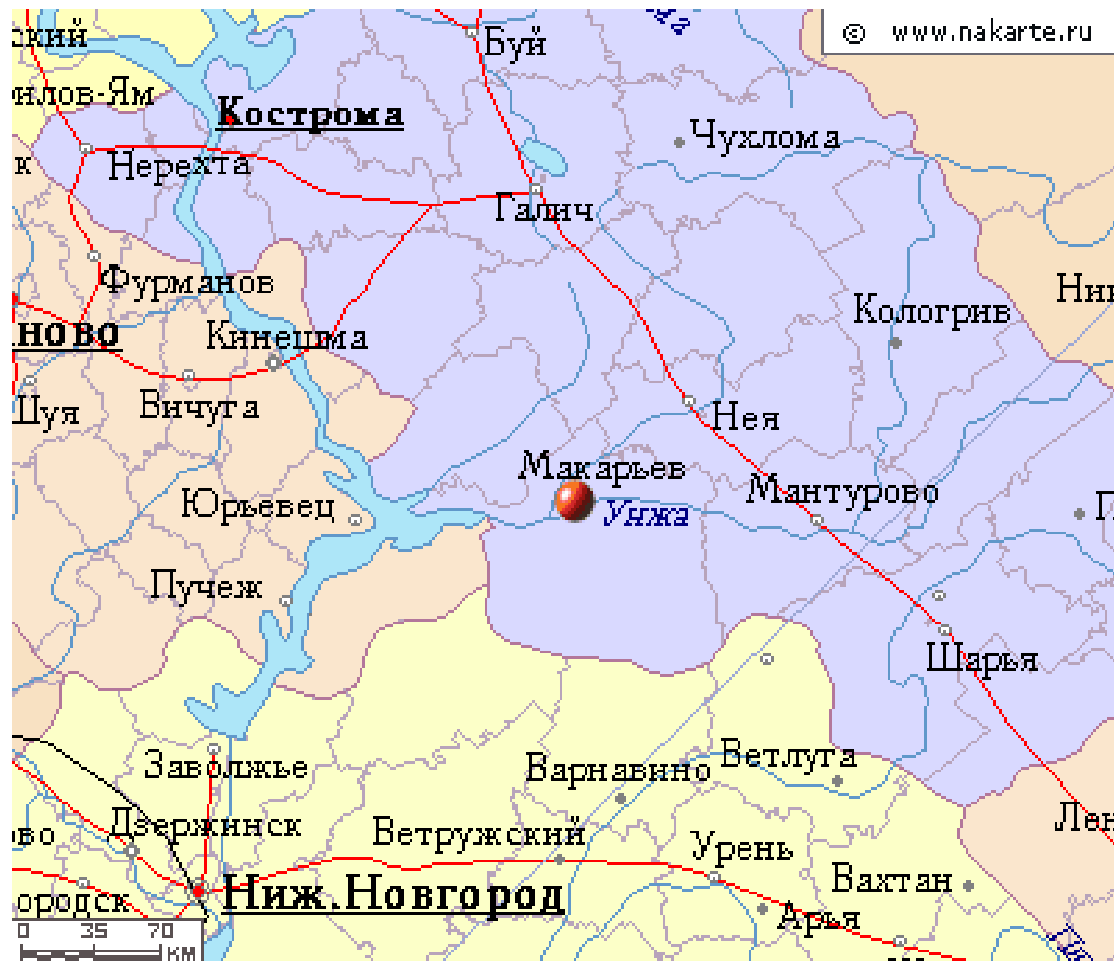 © www.nakarte.ru
Буй
Кострома
Чухлома
Нерехта
Галич
Фурманов
Кологрив
Кинешма
Вичуга
Шуя
Нея
Макарьев
Унжа
Мантурово
Юрьевец
Пучеж
Шарья
Заволжье
Варнавино
Ветлуга
Дзержинск
Ветружский
Урень
Вахтан
Ниж.Новгород
Арья
0 35 70
КМ